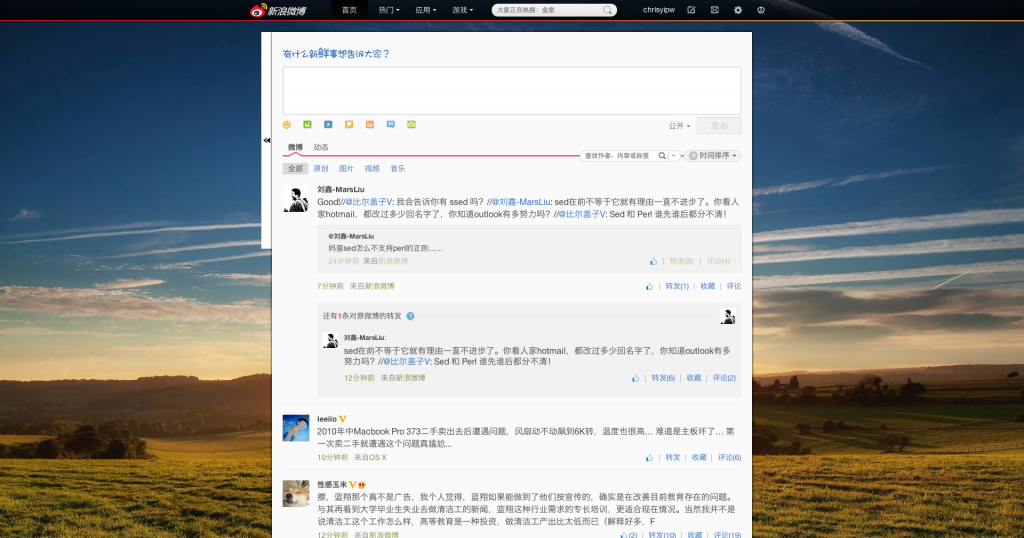 新浪微博 首页 热门 应用 游戏 大家正在热搜：金棠 chrisyipw
有什么新鲜事想告诉大家？
公开 发布
微博 动态 查找作者、内容或标签 时间排序
全部 原创 图片 视频 音乐
刘鑫-MarsLiu
Good!//@比尔盖子V: 我会告诉你有 ssed 吗？//@刘鑫-MarsLiu: sed在前不等于它就有理由一直不进步了。你看人
家hotmail，都改过多少回名字了，你知道outlook有多努力吗？//@比尔盖子V: Sed 和 Perl 谁先谁后都分不清！
@刘鑫-MarsLiu
妈蛋sed怎么不支持perl的正则……
24分钟前 来自新浪微博 转发(8) | 评论(4)
7分钟前 来自新浪微博 | 转发(1) | 收藏 | 评论
还有1条对原微博的转发
刘鑫-MarsLiu:
sed在前不等于它就有理由一直不进步了。你看人家hotmail，都改过多少回名字了，你知道outlook有多
努力吗？//@比尔盖子V: Sed 和 Perl 谁先谁后都分不清！
12分钟前 来自新浪微博 | 转发(6) | 收藏 | 评论(2)
leeiio
2010年中Macbook Pro 373二手卖出去后遭遇问题，风扇动不动飙到6K转，温度也很高... 难道是主板坏了... 第
一次卖二手就遭遇这个问题真尴尬...
10分钟前 来自OS X | 转发 | 收藏 | 评论(6)
性感玉米
擦，蓝翔那个真不是广告，我个人觉得，蓝翔如果能做到了他们按宣传的，确实是在改善目前教育存在的问题。
与其再看到大学毕业生失业去做清洁工的新闻，蓝翔这种行业需求的专长培训，更适合现在情况。当然我并不是
说清洁工这个工作怎么样，高等教育是一种投资，做清洁工产出比太低而已（解释好多，F
12分钟前 来自新浪微博 (2) | 转发(10) | 收藏 | 评论(19)